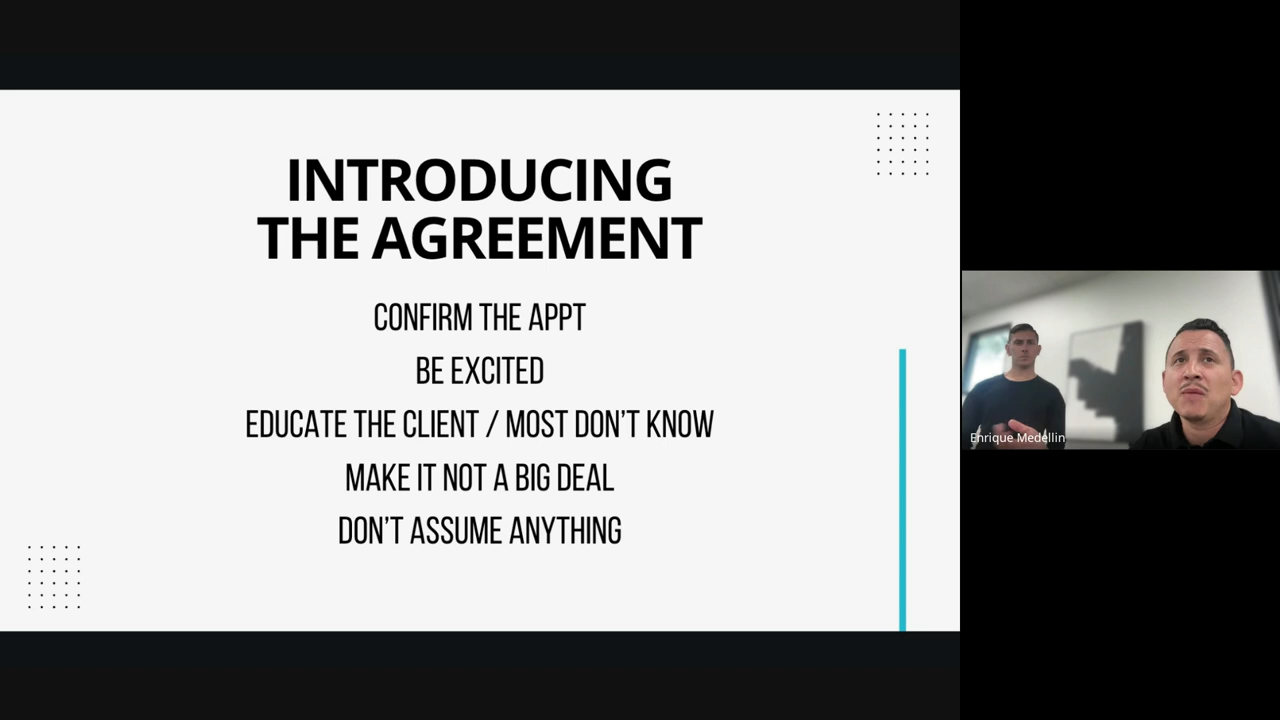 INTRODUCING
THE AGREEMENT
CONFIRM THE APPT
BE EXCITED
EDUCATE THE CLIENT / MOST DON'T KNOW
MAKE IT NOT A BIG DEAL
DON'T ASSUME ANYTHING
Enrique Medellin